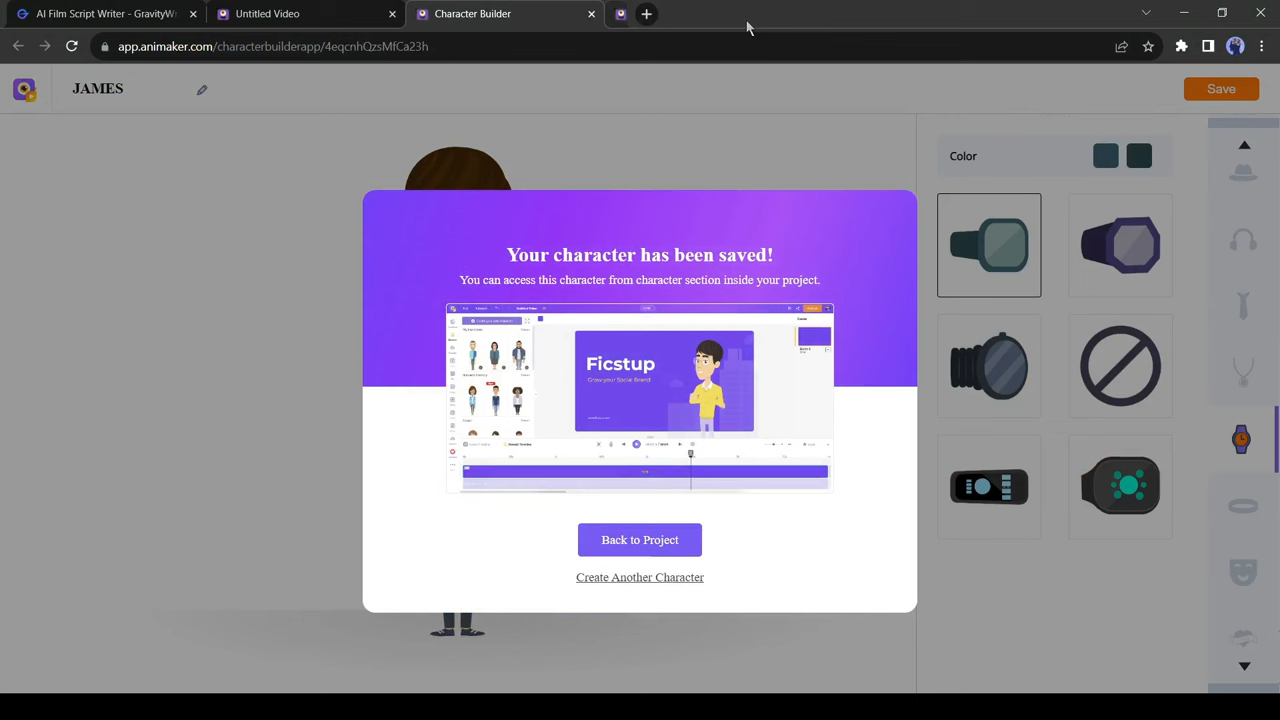 AI Film Script Writer - GravityWr
Untitled Video
Character Builder
app.animaker.com/characterbuilderapp/4eqcnhQzsMfCa23h
JAMES
Save
Color
Your character has been saved!
You can access this character from character section inside your project.
Ficstup
Grow your Social Brand
Back to Project
Create Another Character